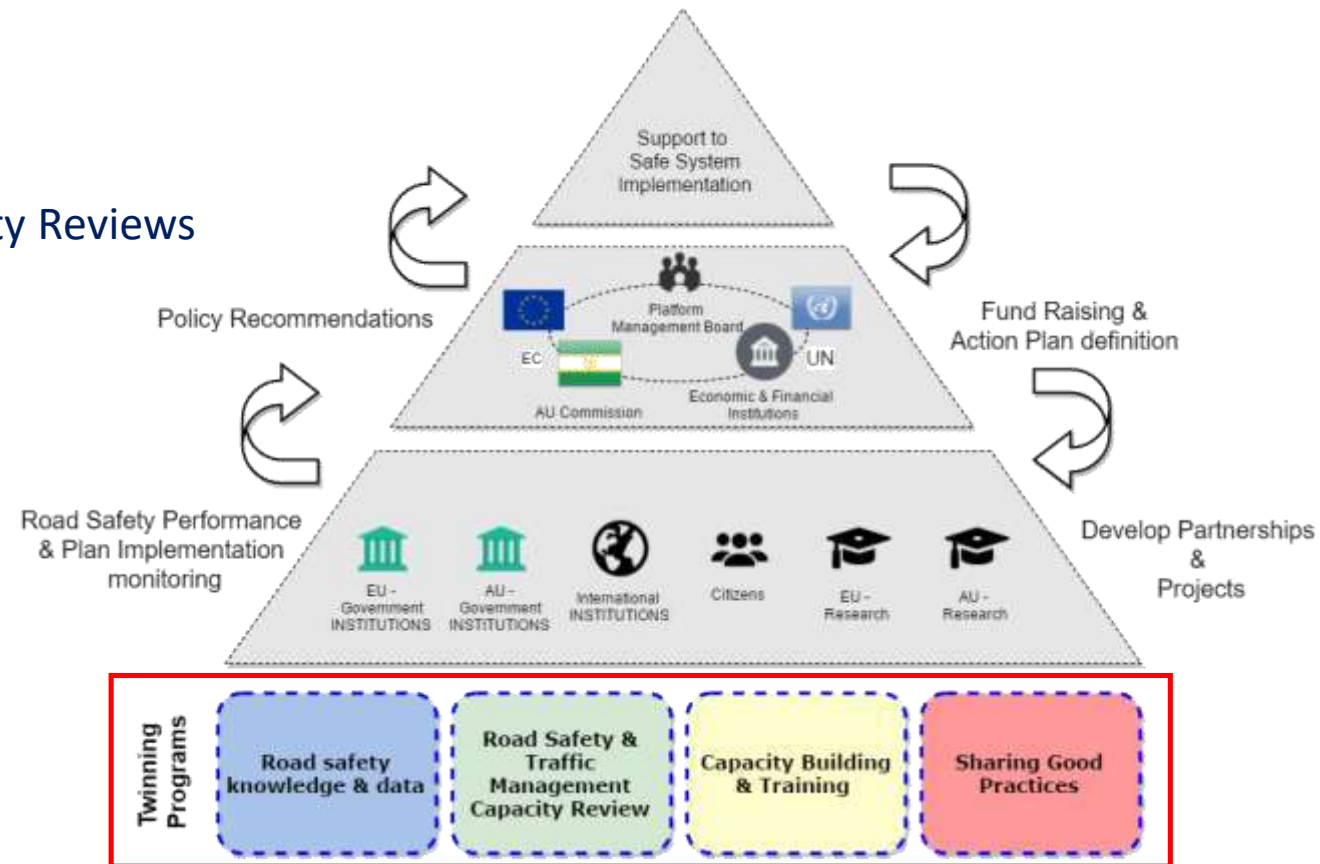 Support to
Safe System
Implementation
ty Reviews
Policy Recommendations
Fund Raising &
Action Plan definition
Platform
Management Board
EC
UN
AU Commission
Economic & Financial
Institutions
Road Safety Performance
& Plan Implementation
monitoring
Develop Partnerships
&
Projects
EU -
Government
INSTITUTIONS
AU -
Government
INSTITUTIONS
International
INSTITUTIONS
Citizens
EU -
Research
AU -
Research
Twinning
Programs
Road safety
knowledge & data
Road Safety &
Traffic
Management
Capacity Review
Capacity Building
& Training
Sharing Good
Practices